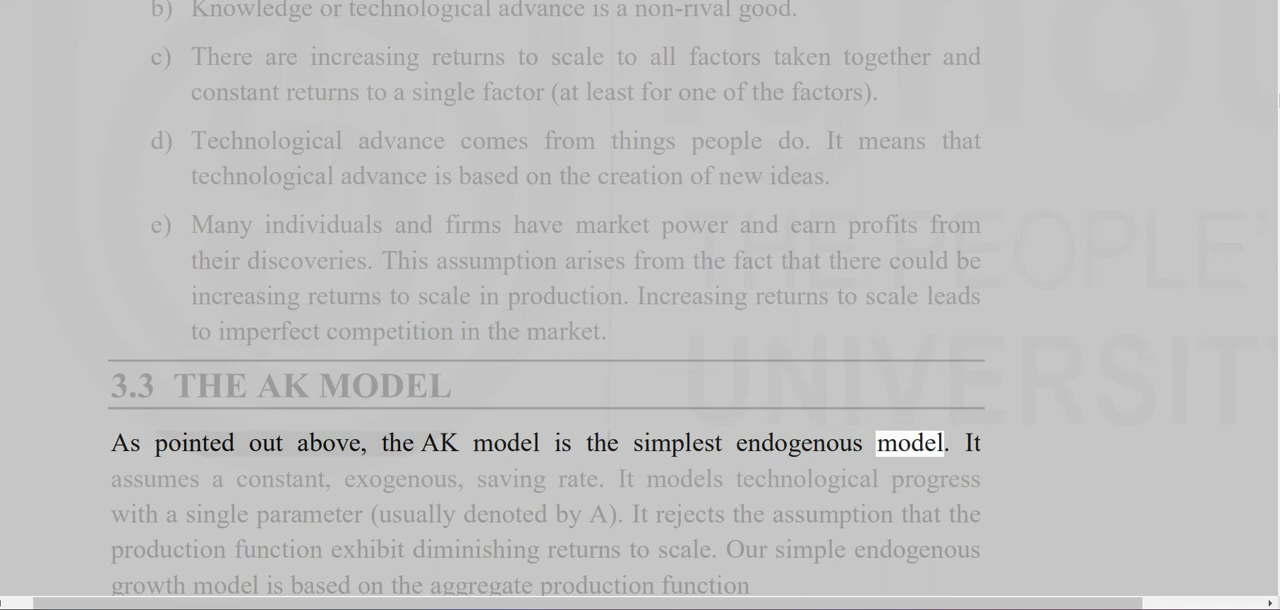 b) Knowledge or technological advance is a non-rival good.
c) There are increasing returns to scale to all factors taken together and
constant returns to a single factor (at least for one of the factors).
d) Technological advance comes from things people do. It means that
technological advance is based on the creation of new ideas.
e) Many individuals and firms have market power and earn profits from
their discoveries. This assumption arises from the fact that there could be
increasing returns to scale in production. Increasing returns to scale leads
to imperfect competition in the market.
THE PEOPLE'
UNIVERSITY
3.3 THE AK MODEL
As pointed out above, the AK model is the simplest endogenous model. It
assumes a constant, exogenous, saving rate. It models technological progress
with a single parameter (usually denoted by A). It rejects the assumption that the
production function exhibit diminishing returns to scale. Our simple endogenous
growth model is based on the aggregate production function